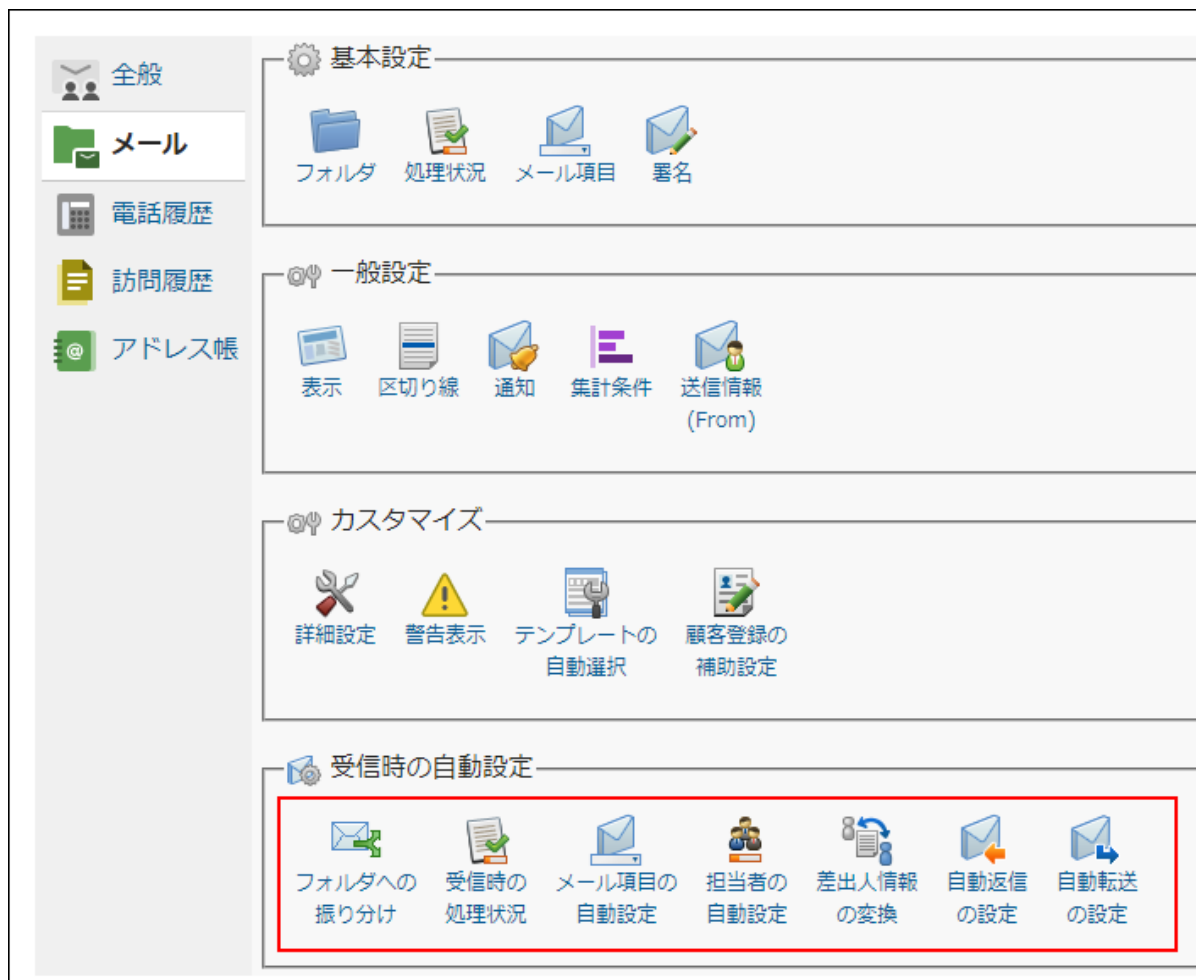 全般
メール
電話履歴
訪問履歴
アドレス帳
基本設定
フォルダ 処理状況 メール項目 署名
一般設定
表示 区切り線 通知 集計条件 送信情報
(From)
カスタマイズ
詳細設定 警告表示 テンプレートの 顧客登録の
自動選択 補助設定
受信時の自動設定
フォルダへの 受信時の メール項目の 担当者の 差出人情報 自動返信 自動転送
振り分け 処理状況 自動設定 自動設定 の変換 の設定 の設定